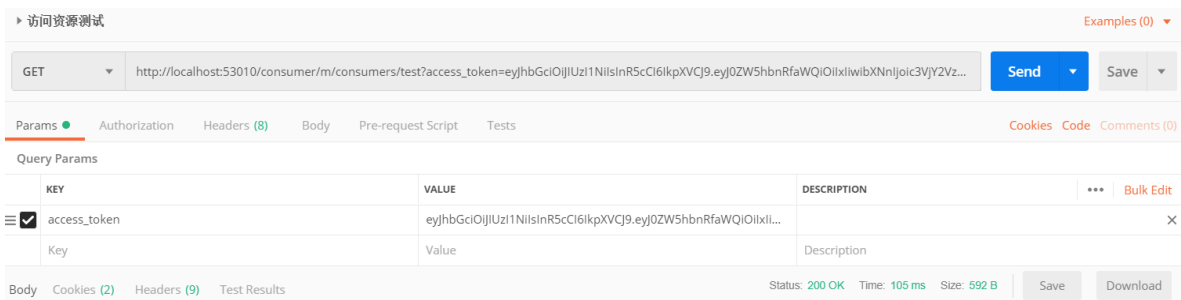 访问资源测试 Examples (0)
GET http://localhost:53010/consumer/m/consumers/test?access_token=eyJhbGciOiJIUzI1NiIsInR5cCI6IkpXVCJ9.eyJ0ZW5hbnRfaWQiOiIxIiwibXNnIjoic3VjY2Vz... Send Save
Params Authorization Headers (8) Body Pre-request Script Tests Cookies Code Comments (0)
Query Params
KEY VALUE DESCRIPTION ••• Bulk Edit
access_token eyJhbGciOiJIUzI1NiIsInR5cCI6IkpXVCJ9.eyJ0ZW5hbnRfaWQiOiIxIi...
Key Value Description
Body Cookies (2) Headers (9) Test Results Status: 200 OK Time: 105 ms Size: 592 B Save Download